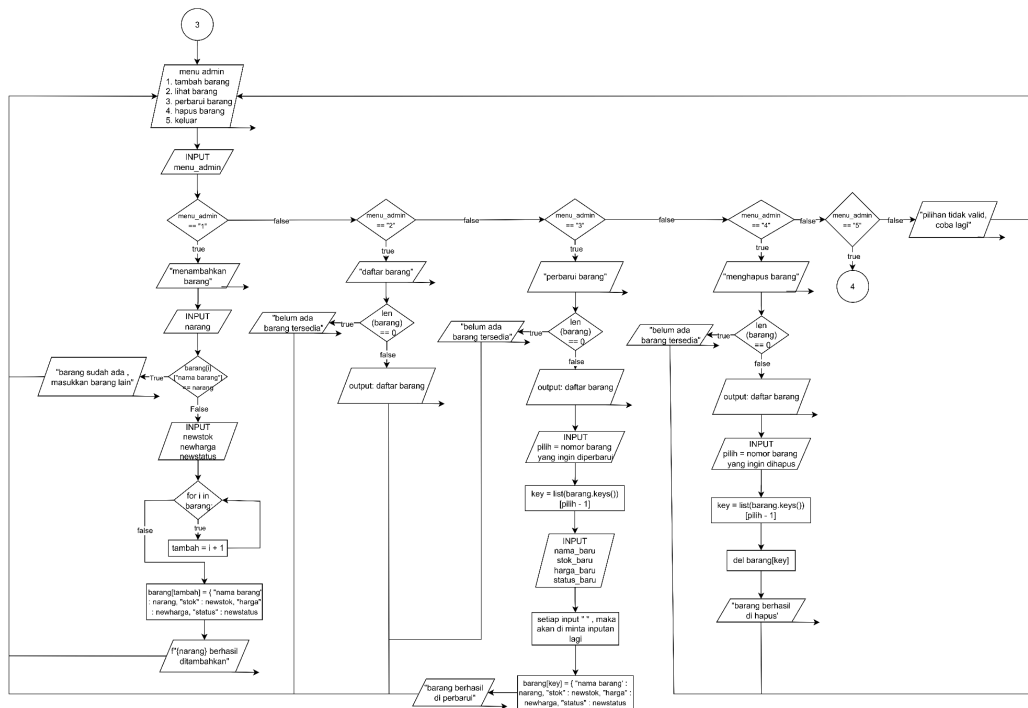 3
menu admin
1. tambah barang
2. lihat barang
3. perbarui barang
4. hapus barang
5. keluar
INPUT
menu_admin
menu_admin
== "1"
false
menu_admin
== "2"
false
menu_admin
== "3"
false
menu_admin
== "4"
false
menu_admin
== "5"
false
"pilihan tidak valid,
coba lagi"
true
true
true
true
true
4
"menambahkan
barang"
INPUT
narang
barang[i]
["nama barang"]
== narang
True
"barang sudah ada ,
masukkan barang lain"
False
INPUT
newstok
newharga
newstatus
for i in
barang:
true
false
tambah = i + 1
barang[tambah] = { "nama barang"
: narang, "stok" : newstok, "harga"
: newharga, "status" : newstatus
f"{narang} berhasil
ditambahkan"
"daftar barang"
len
(barang)
== 0
true
"belum ada
barang tersedia"
false
output: daftar barang
"perbarui barang"
len
(barang)
== 0
true
"belum ada
barang tersedia"
false
output: daftar barang
INPUT
pilih = nomor barang
yang ingin diperbarui
key = list(barang.keys())
[pilih - 1]
INPUT
nama_baru
stok_baru
harga_baru
status_baru
setiap input " " , maka
akan di minta inputan
lagi
barang[key] = { "nama barang' :
narang, "stok" : newstok, "harga" :
newharga, "status" : newstatus
"barang berhasil
di perbarui"
"menghapus barang"
len
(barang)
== 0
true
"belum ada
barang tersedia"
false
output: daftar barang
INPUT
pilih = nomor barang
yang ingin dihapus
key = list(barang.keys())
[pilih - 1]
del barang[key]
"barang berhasil
di hapus'